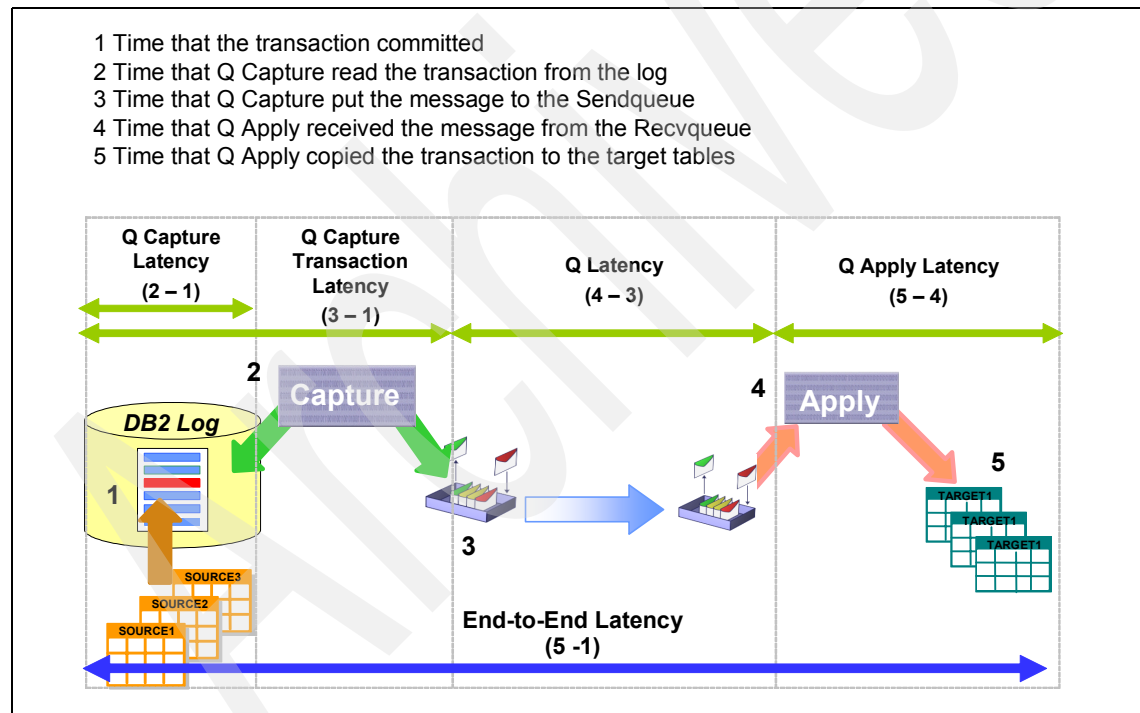 1 Time that the transaction committed
2 Time that Q Capture read the transaction from the log
3 Time that Q Capture put the message to the Sendqueue
4 Time that Q Apply received the message from the Recvqueue
5 Time that Q Apply copied the transaction to the target tables
Q Capture
Latency
(2 – 1)
Q Capture
Transaction
Latency
(3 – 1)
Q Latency
(4 – 3)
Q Apply Latency
(5 – 4)
2
Capture
4
Apply
DB2 Log
1
3
5
TARGET1
TARGET1
TARGET1
SOURCE3
SOURCE2
SOURCE1
End-to-End Latency
(5 -1)
Archive